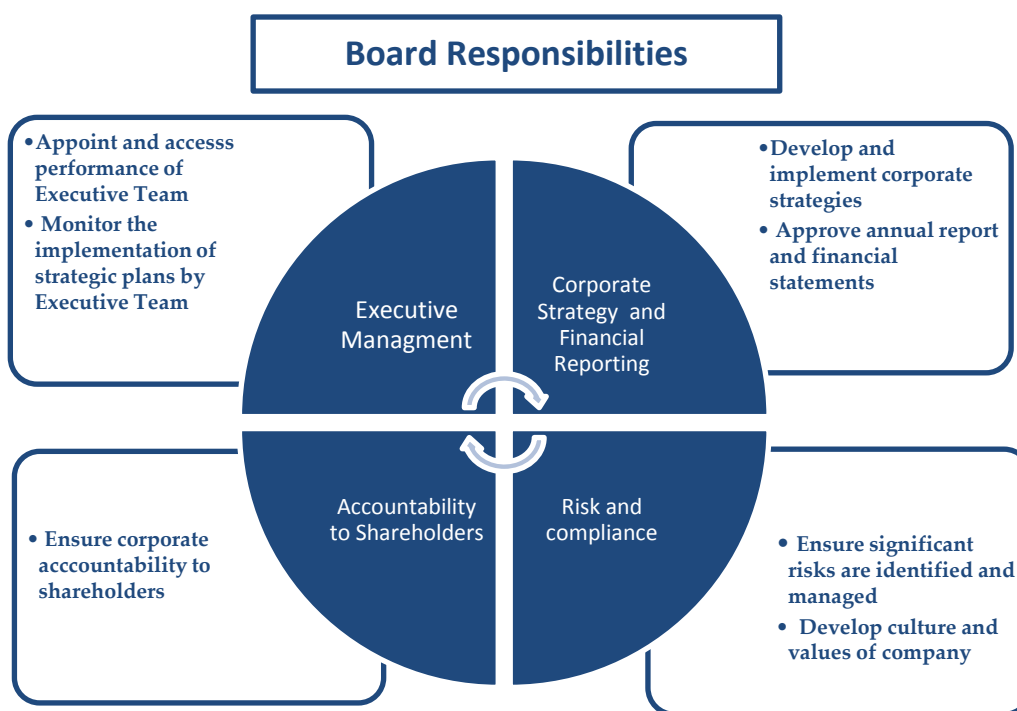 Board Responsibilities
•Appoint and accesss
performance of
Executive Team
• Monitor the
implementation of
strategic plans by
Executive Team
•Develop and
implement corporate
strategies
• Approve annual report
and financial
statements
Executive
Managment
Corporate
Strategy and
Financial
Reporting
Accountability
to Shareholders
Risk and
compliance
• Ensure corporate
acccountability to
shareholders
• Ensure significant
risks are identified and
managed
• Develop culture and
values of company